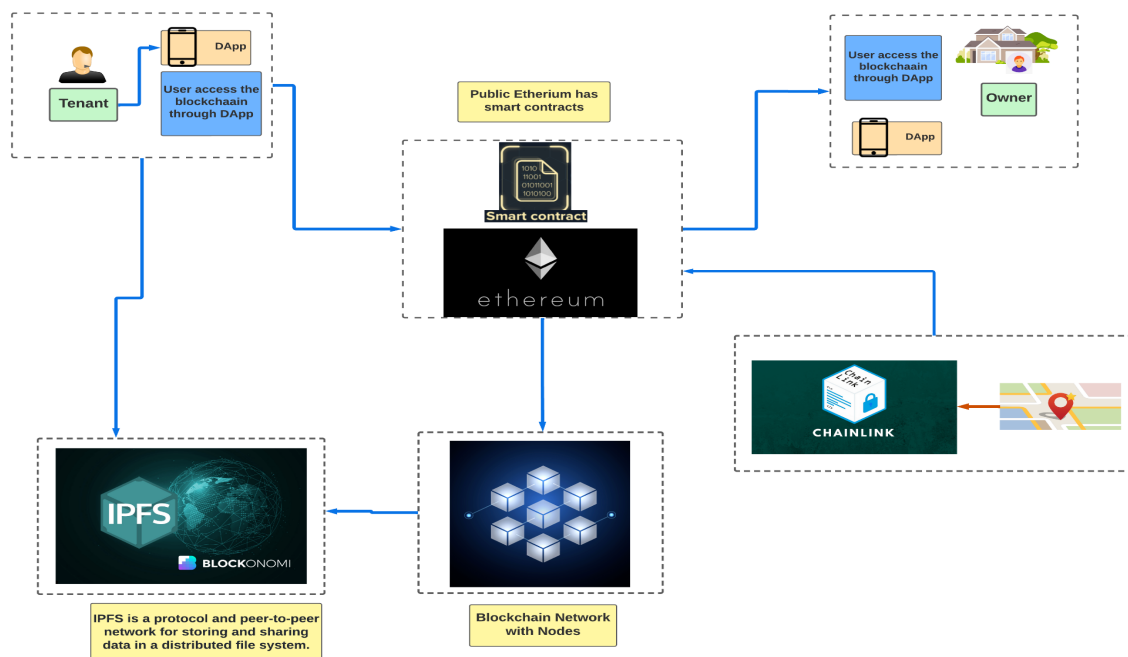 DApp
User access the
blockchaain
through DApp
Tenant
Public Etherium has
smart contracts
1010
11001
01011001
1010100
Smart contract
ethereum
User access the
blockchaain
through DApp
Owner
DApp
Chain
Link
CHAINLINK
IPFS
BLOCKONOMI
IPFS is a protocol and peer-to-peer
network for storing and sharing
data in a distributed file system.
Blockchain Network
with Nodes